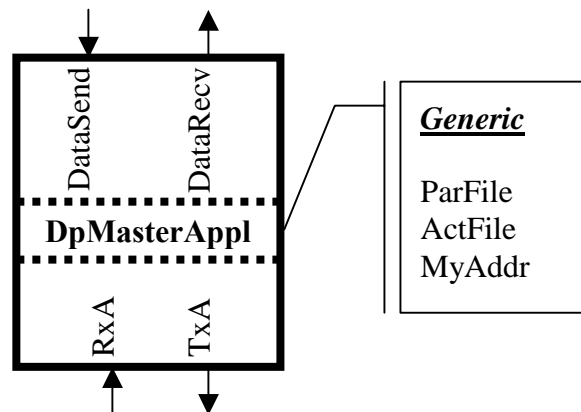 DataSend
DataRecv
DpMasterAppl
RxA
TxA
Generic
ParFile
ActFile
MyAddr